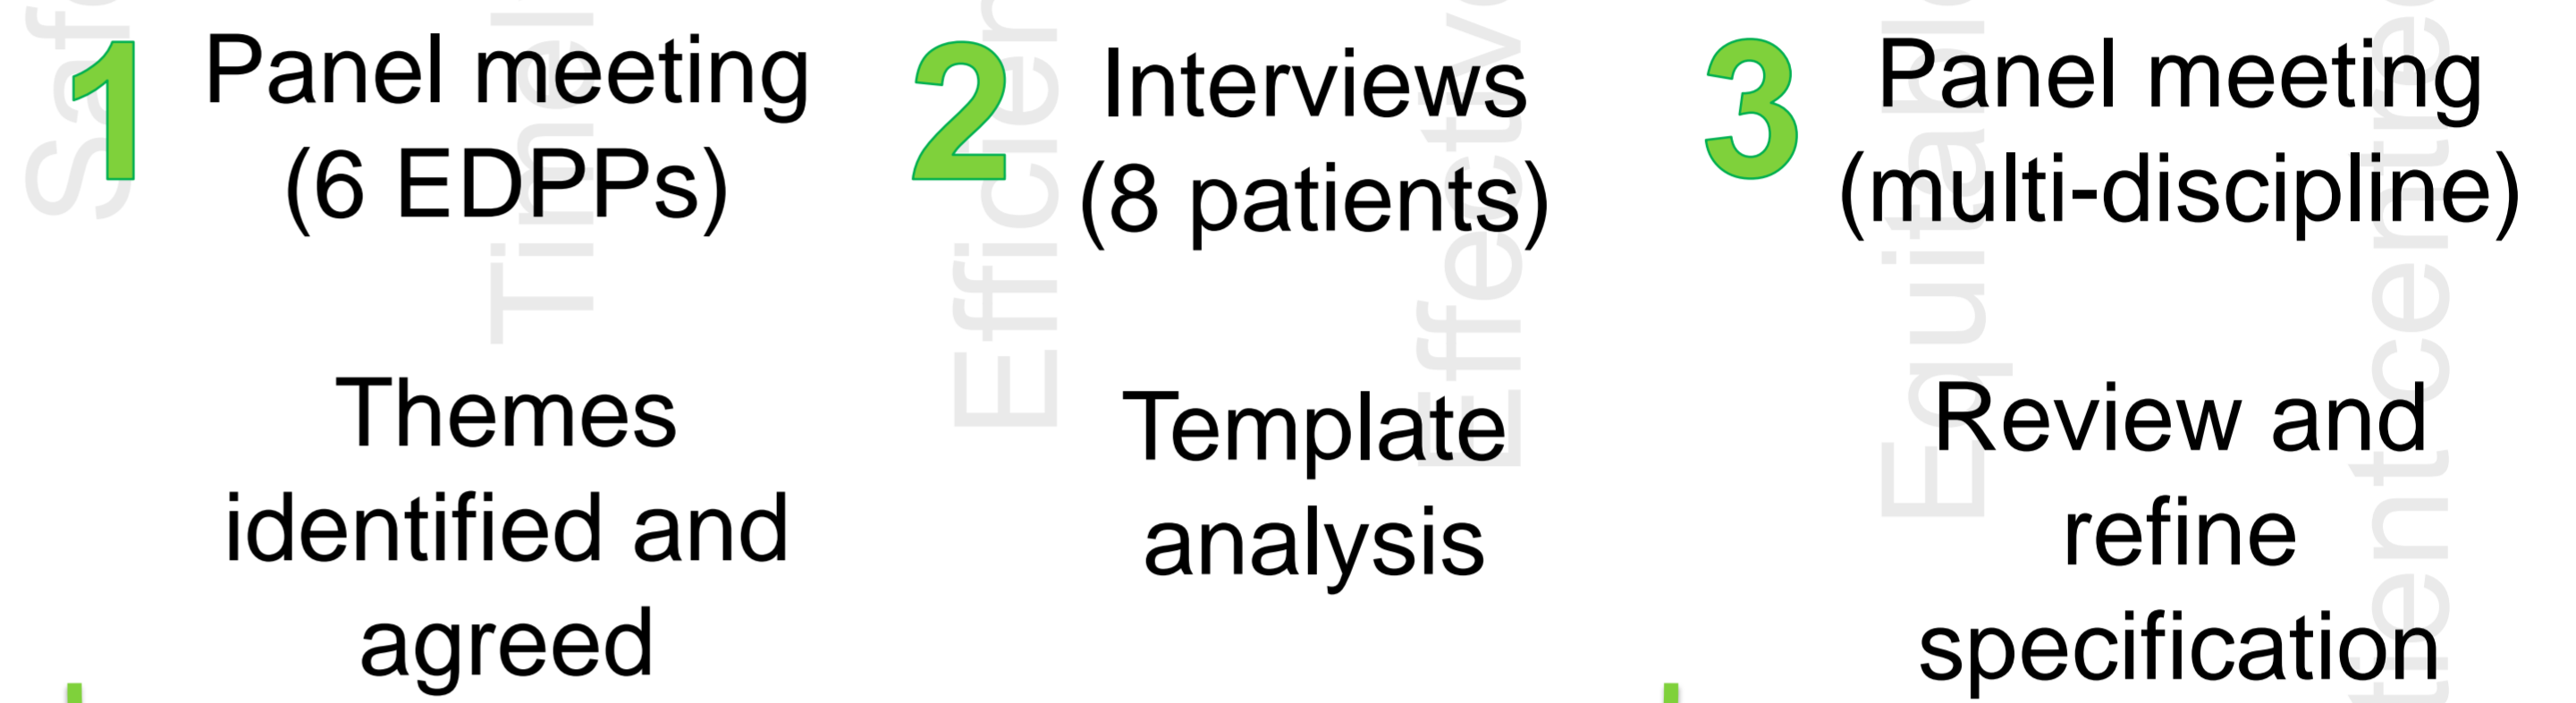 1
Panel meeting
(6 EDPPs)
Themes
identified and
agreed
2
Interviews
(8 patients)
Template
analysis
3
Panel meeting
(multi-discipline)
Review and
refine
specification